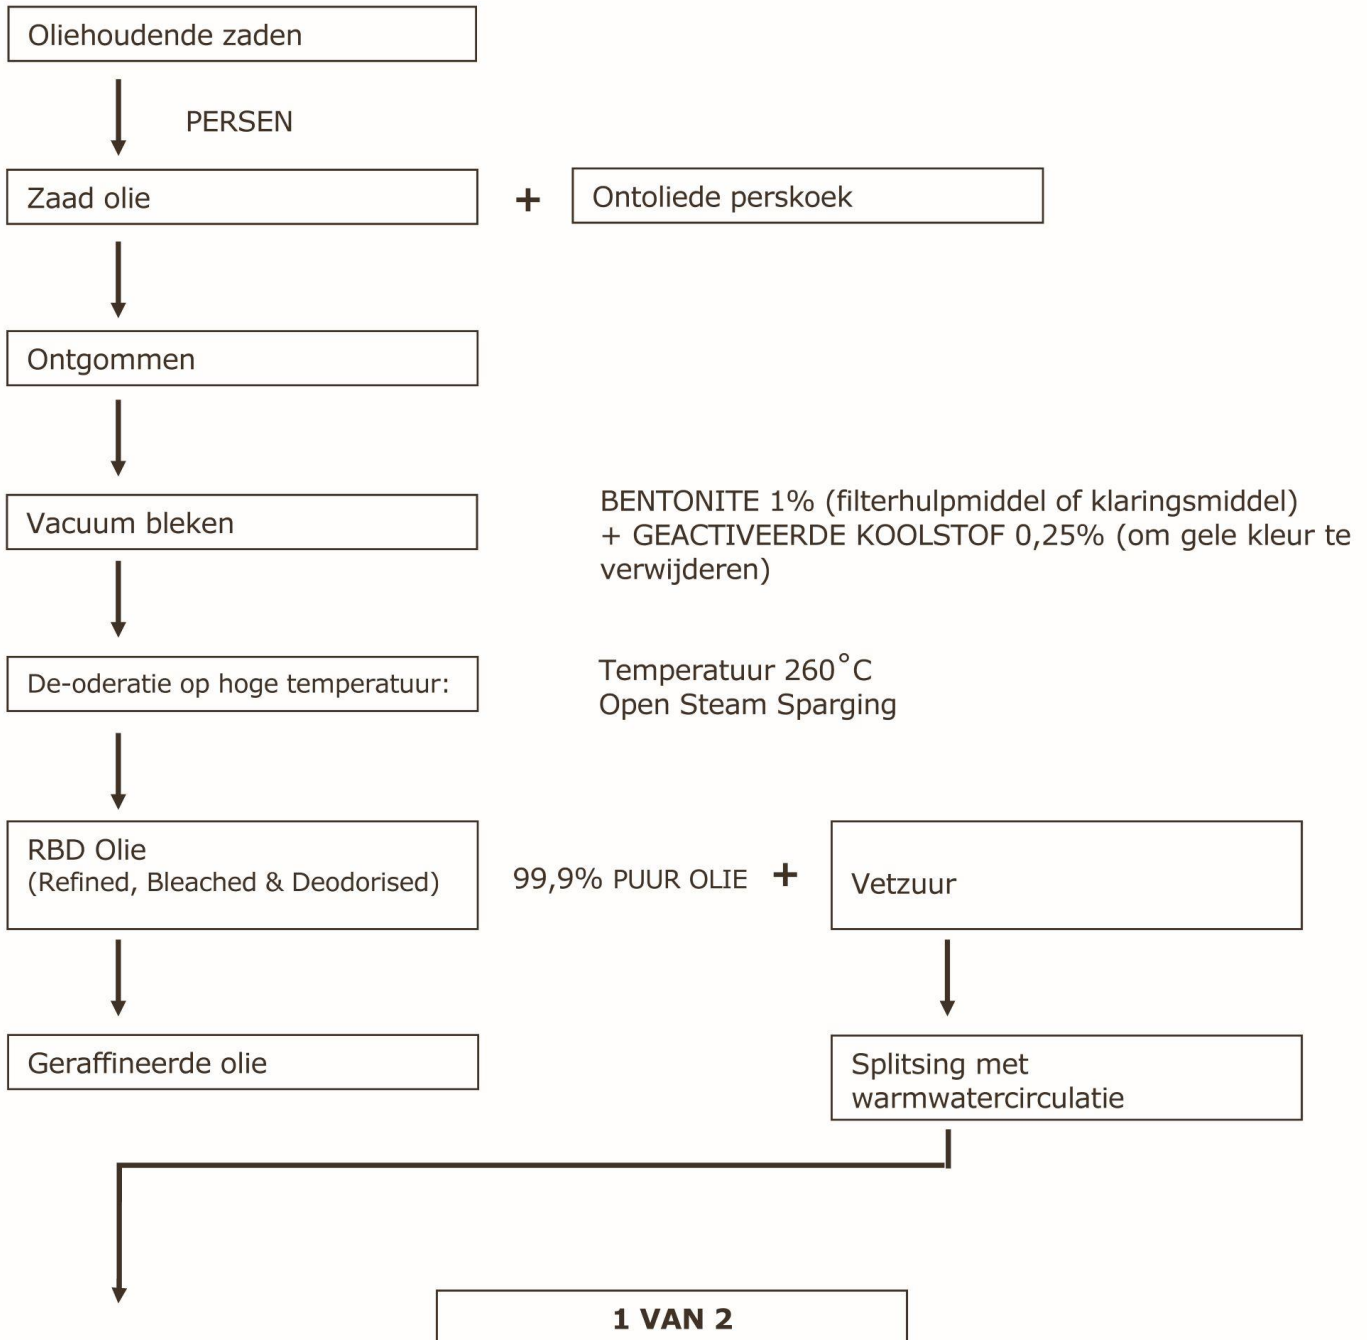 Oliehoudende zaden
PERSEN
Zaad olie
+
Ontoliede perskoek
Ontgommen
Vacuum bleken
BENTONITE 1% (filterhulpmiddel of klaringsmiddel)
+ GEACTIVEERDE KOOLSTOF 0,25% (om gele kleur te
verwijderen)
De-oderatie op hoge temperatuur:
Temperatuur 260°C
Open Steam Sparging
RBD Olie
(Refined, Bleached & Deodorised)
99,9% PUUR OLIE +
Vetzuur
Geraffineerde olie
Splitsing met
warmwatercirculatie
1 VAN 2